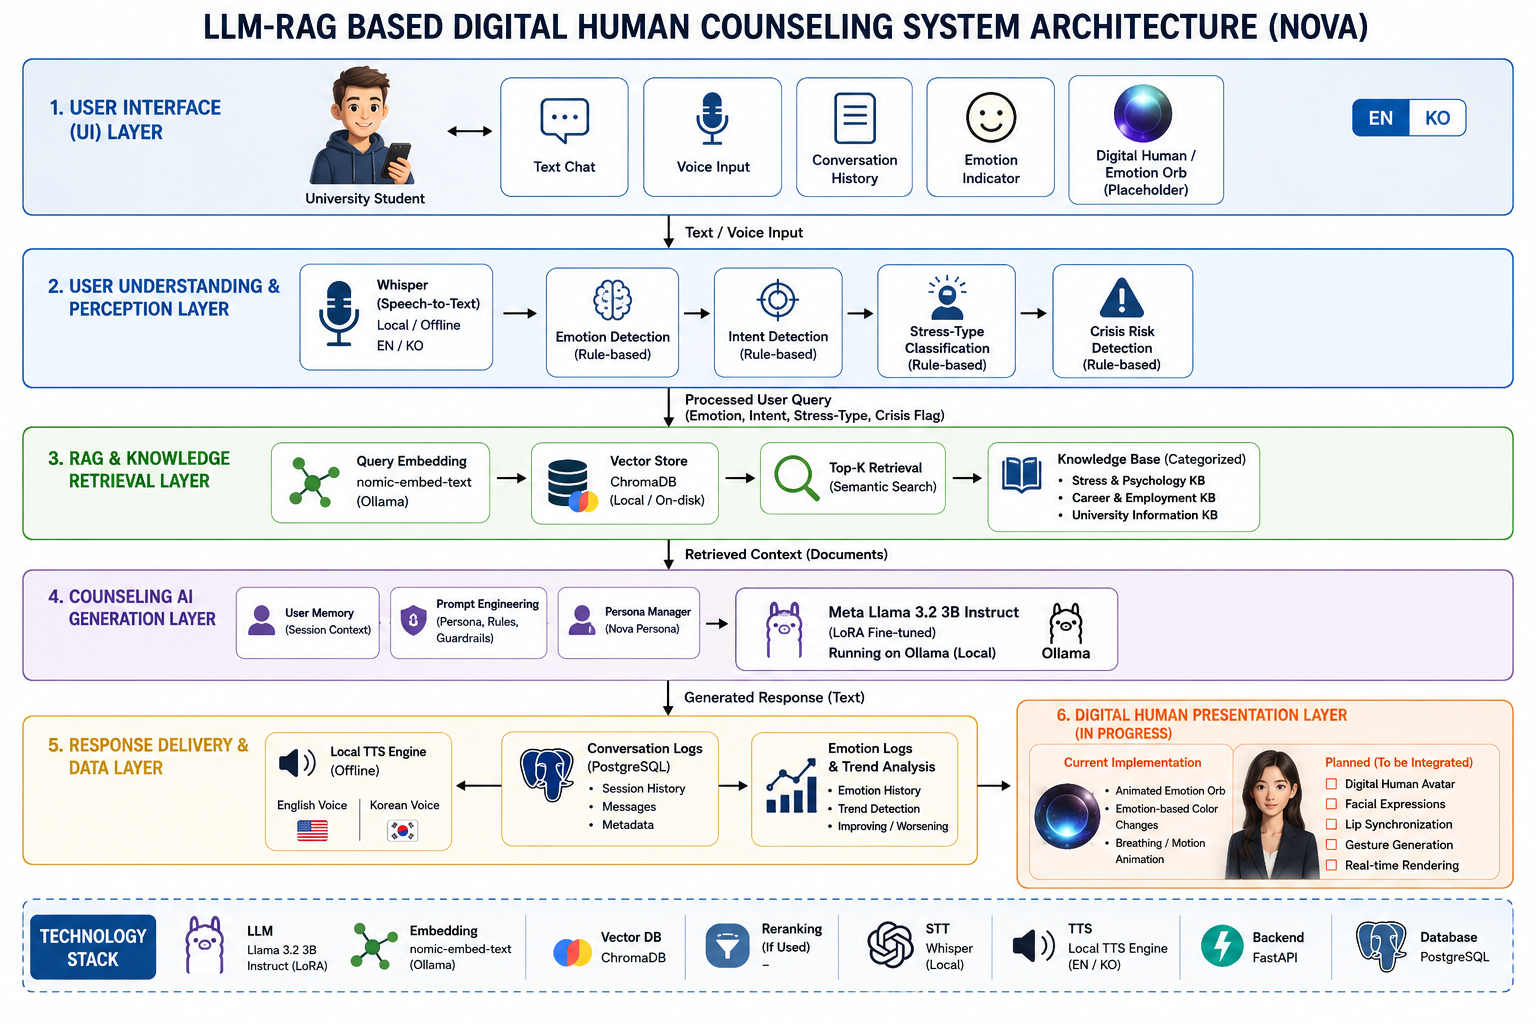 LLM-RAG BASED DIGITAL HUMAN COUNSELING SYSTEM ARCHITECTURE (NOVA)
1. USER INTERFACE
(UI) LAYER
University Student
Text Chat
Voice Input
Conversation
History
Emotion
Indicator
Digital Human /
Emotion Orb
(Placeholder)
EN
KO
Text / Voice Input
2. USER UNDERSTANDING &
PERCEPTION LAYER
Whisper
(Speech-to-Text)
Local / Offline
EN / KO
Emotion Detection
(Rule-based)
Intent Detection
(Rule-based)
Stress-Type
Classification
(Rule-based)
Crisis Risk
Detection
(Rule-based)
Processed User Query
(Emotion, Intent, Stress-Type, Crisis Flag)
3. RAG & KNOWLEDGE
RETRIEVAL LAYER
Query Embedding
nomic-embed-text
(Ollama)
Vector Store
ChromaDB
(Local / On-disk)
Top-K Retrieval
(Semantic Search)
Knowledge Base (Categorized)
• Stress & Psychology KB
• Career & Employment KB
• University Information KB
Retrieved Context (Documents)
4. COUNSELING AI
GENERATION LAYER
User Memory
(Session Context)
Prompt Engineering
(Persona, Rules,
Guardrails)
Persona Manager
(Nova Persona)
Meta Llama 3.2 3B Instruct
(LoRA Fine-tuned)
Running on Ollama (Local)
Ollama
Generated Response (Text)
5. RESPONSE DELIVERY &
DATA LAYER
Local TTS Engine
(Offline)
English Voice
Korean Voice
Conversation Logs
(PostgreSQL)
• Session History
• Messages
• Metadata
Emotion Logs
& Trend Analysis
• Emotion History
• Trend Detection
• Improving / Worsening
6. DIGITAL HUMAN PRESENTATION LAYER
(IN PROGRESS)
Current Implementation
• Animated Emotion Orb
• Emotion-based Color
Changes
• Breathing / Motion
Animation
Planned (To be Integrated)
Digital Human Avatar
Facial Expressions
Lip Synchronization
Gesture Generation
Real-time Rendering
TECHNOLOGY
STACK
LLM
Llama 3.2 3B
Instruct (LoRA)
Embedding
nomic-embed-text
(Ollama)
Vector DB
ChromaDB
Reranking
(If Used)
–
STT
Whisper
(Local)
TTS
Local TTS Engine
(EN / KO)
Backend
FastAPI
Database
PostgreSQL